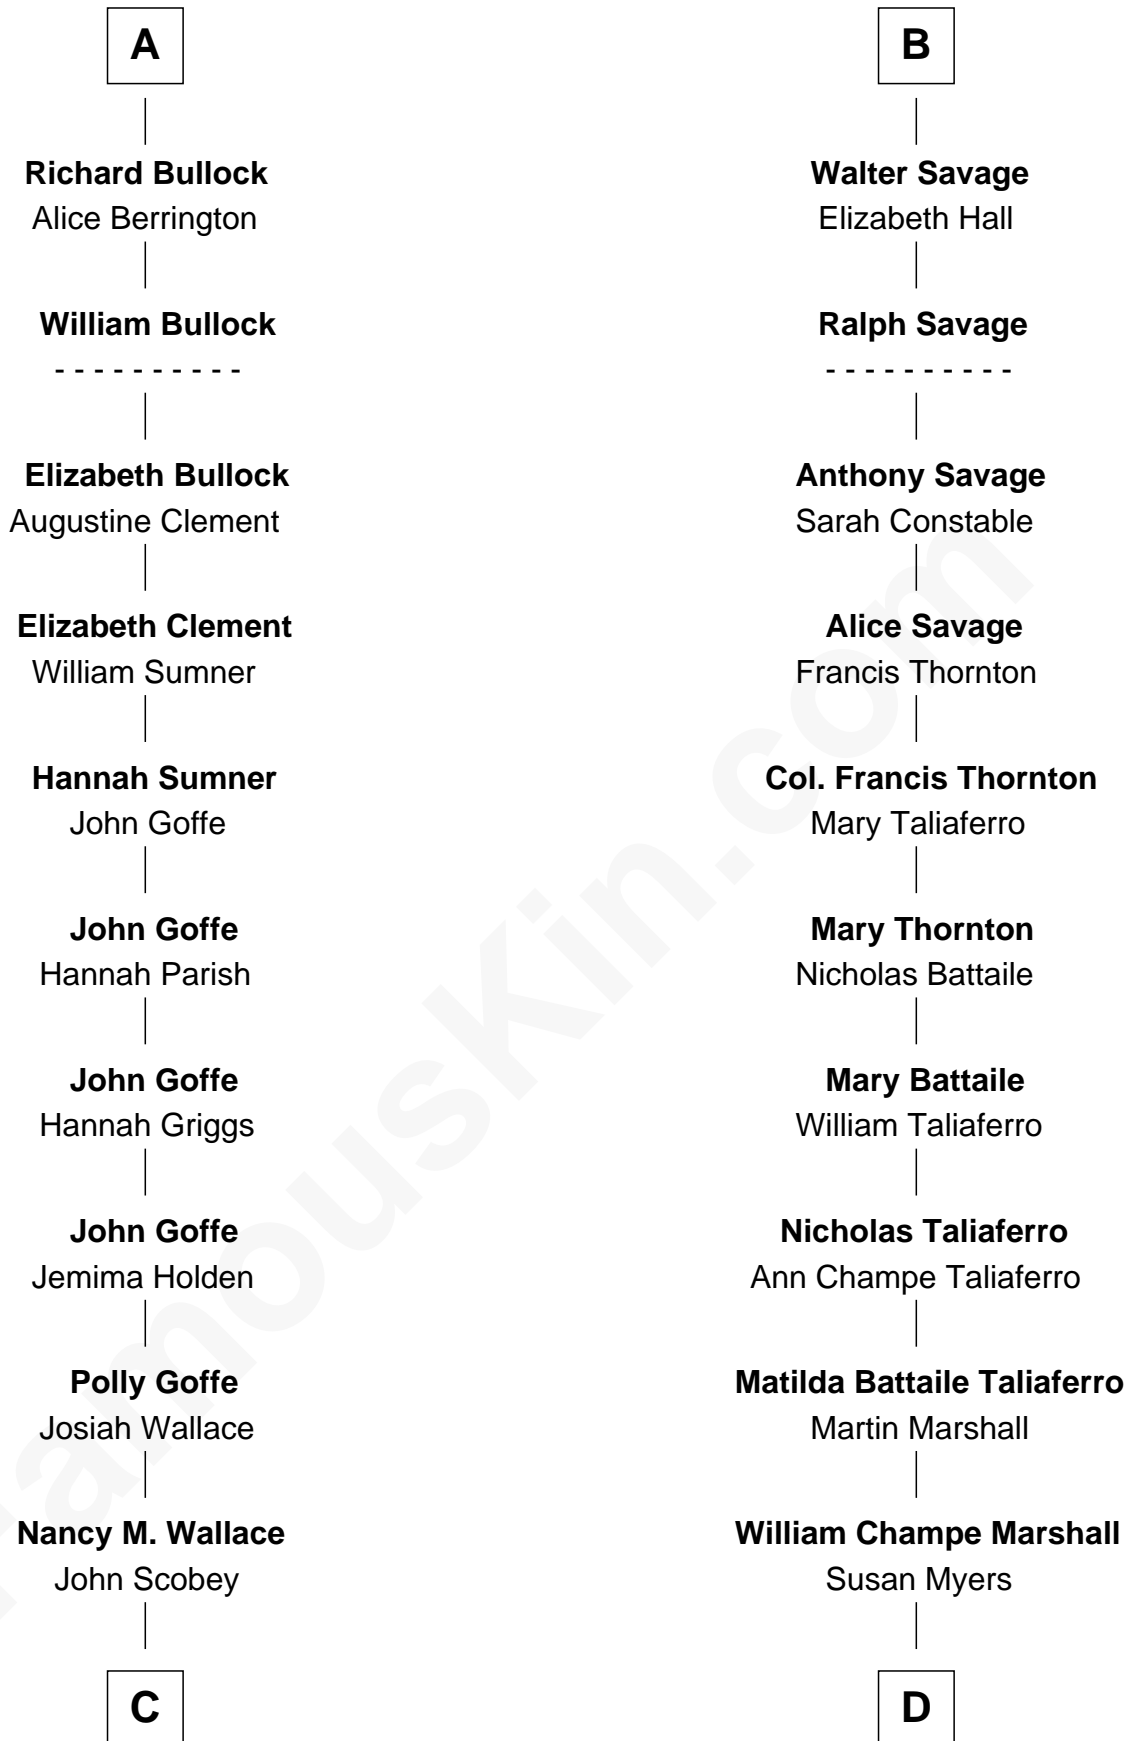 A
Richard Bullock
Alice Berrington
William Bullock
- - - - - - - - - -
Elizabeth Bullock
Augustine Clement
Elizabeth Clement
William Sumner
Hannah Sumner
John Goffe
John Goffe
Hannah Parish
John Goffe
Hannah Griggs
John Goffe
Jemima Holden
Polly Goffe
Josiah Wallace
Nancy M. Wallace
John Scobey
C
B
Walter Savage
Elizabeth Hall
Ralph Savage
- - - - - - - - - -
Anthony Savage
Sarah Constable
Alice Savage
Francis Thornton
Col. Francis Thornton
Mary Taliaferro
Mary Thornton
Nicholas Battaile
Mary Battaile
William Taliaferro
Nicholas Taliaferro
Ann Champe Taliaferro
Matilda Battaile Taliaferro
Martin Marshall
William Champe Marshall
Susan Myers
D
FamousKin.com